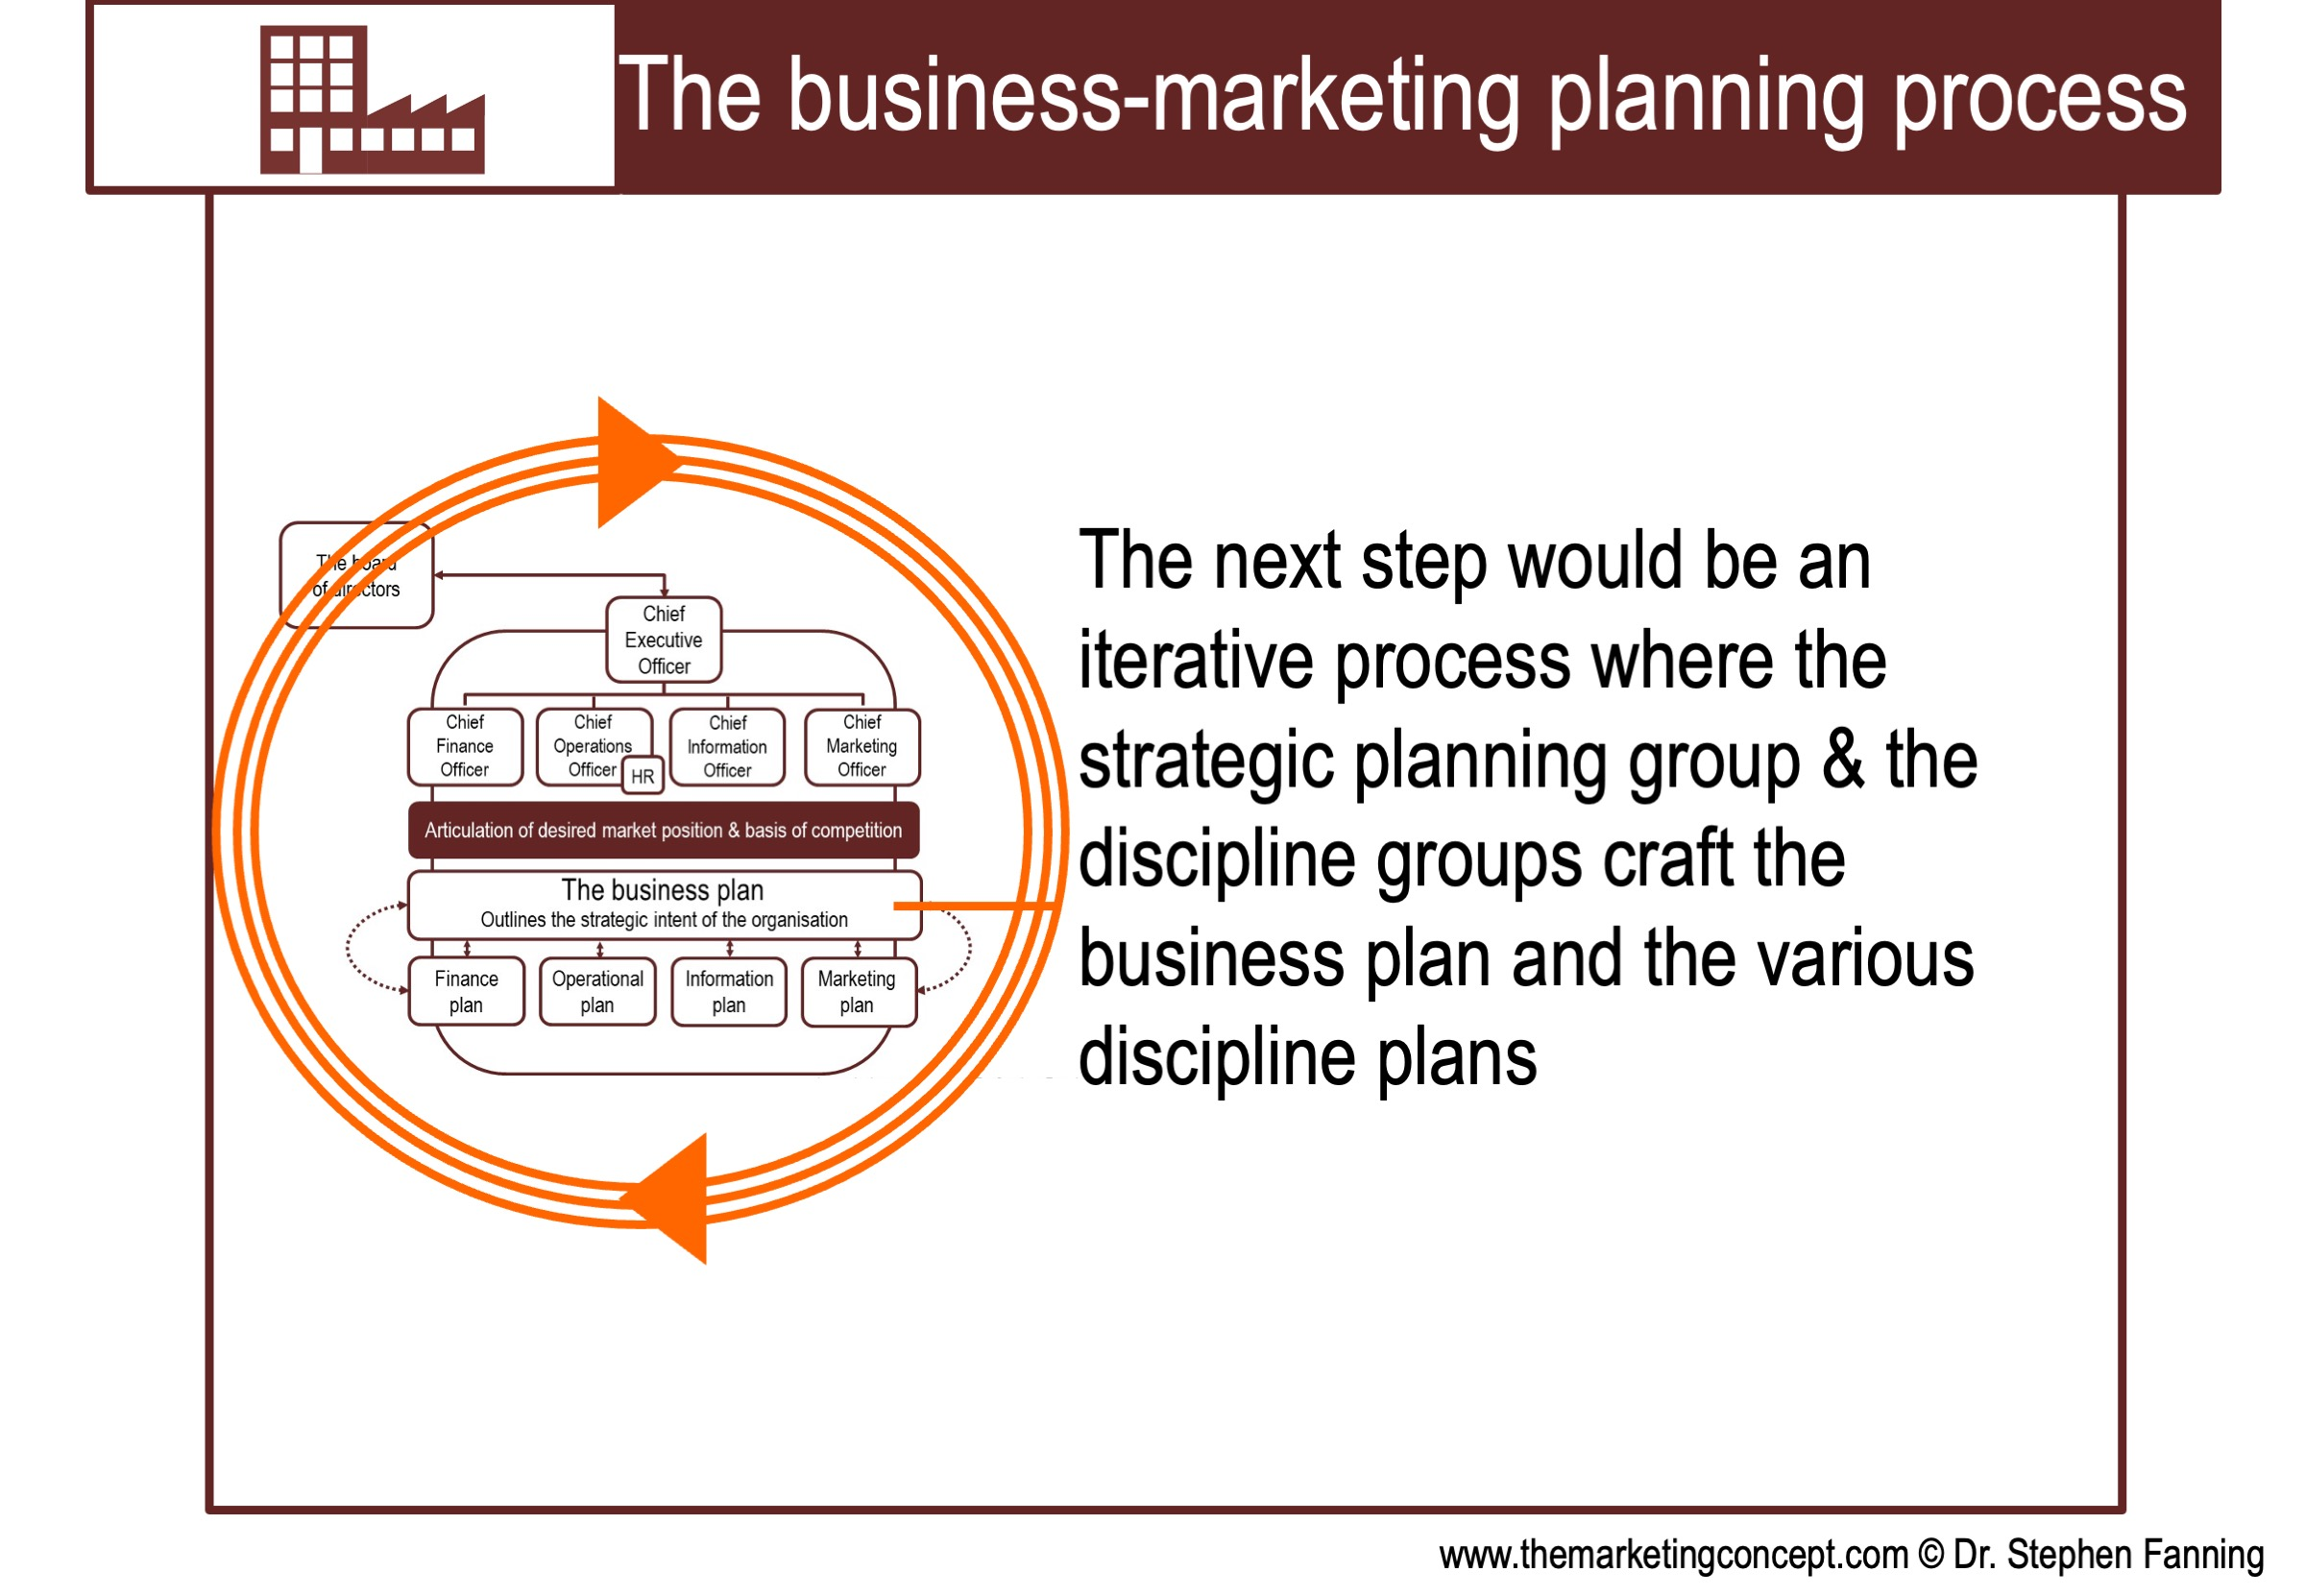 The business-marketing planning process
The board
of directors
Chief
Executive
Officer
Chief
Finance
Officer
Chief
Operations
Officer
HR
Chief
Information
Officer
Chief
Marketing
Officer
Articulation of desired market position & basis of competition
The business plan
Outlines the strategic intent of the organisation
Finance
plan
Operational
plan
Information
plan
Marketing
plan
The next step would be an
iterative process where the
strategic planning group & the
discipline groups craft the
business plan and the various
discipline plans
www.themarketingconcept.com © Dr. Stephen Fanning